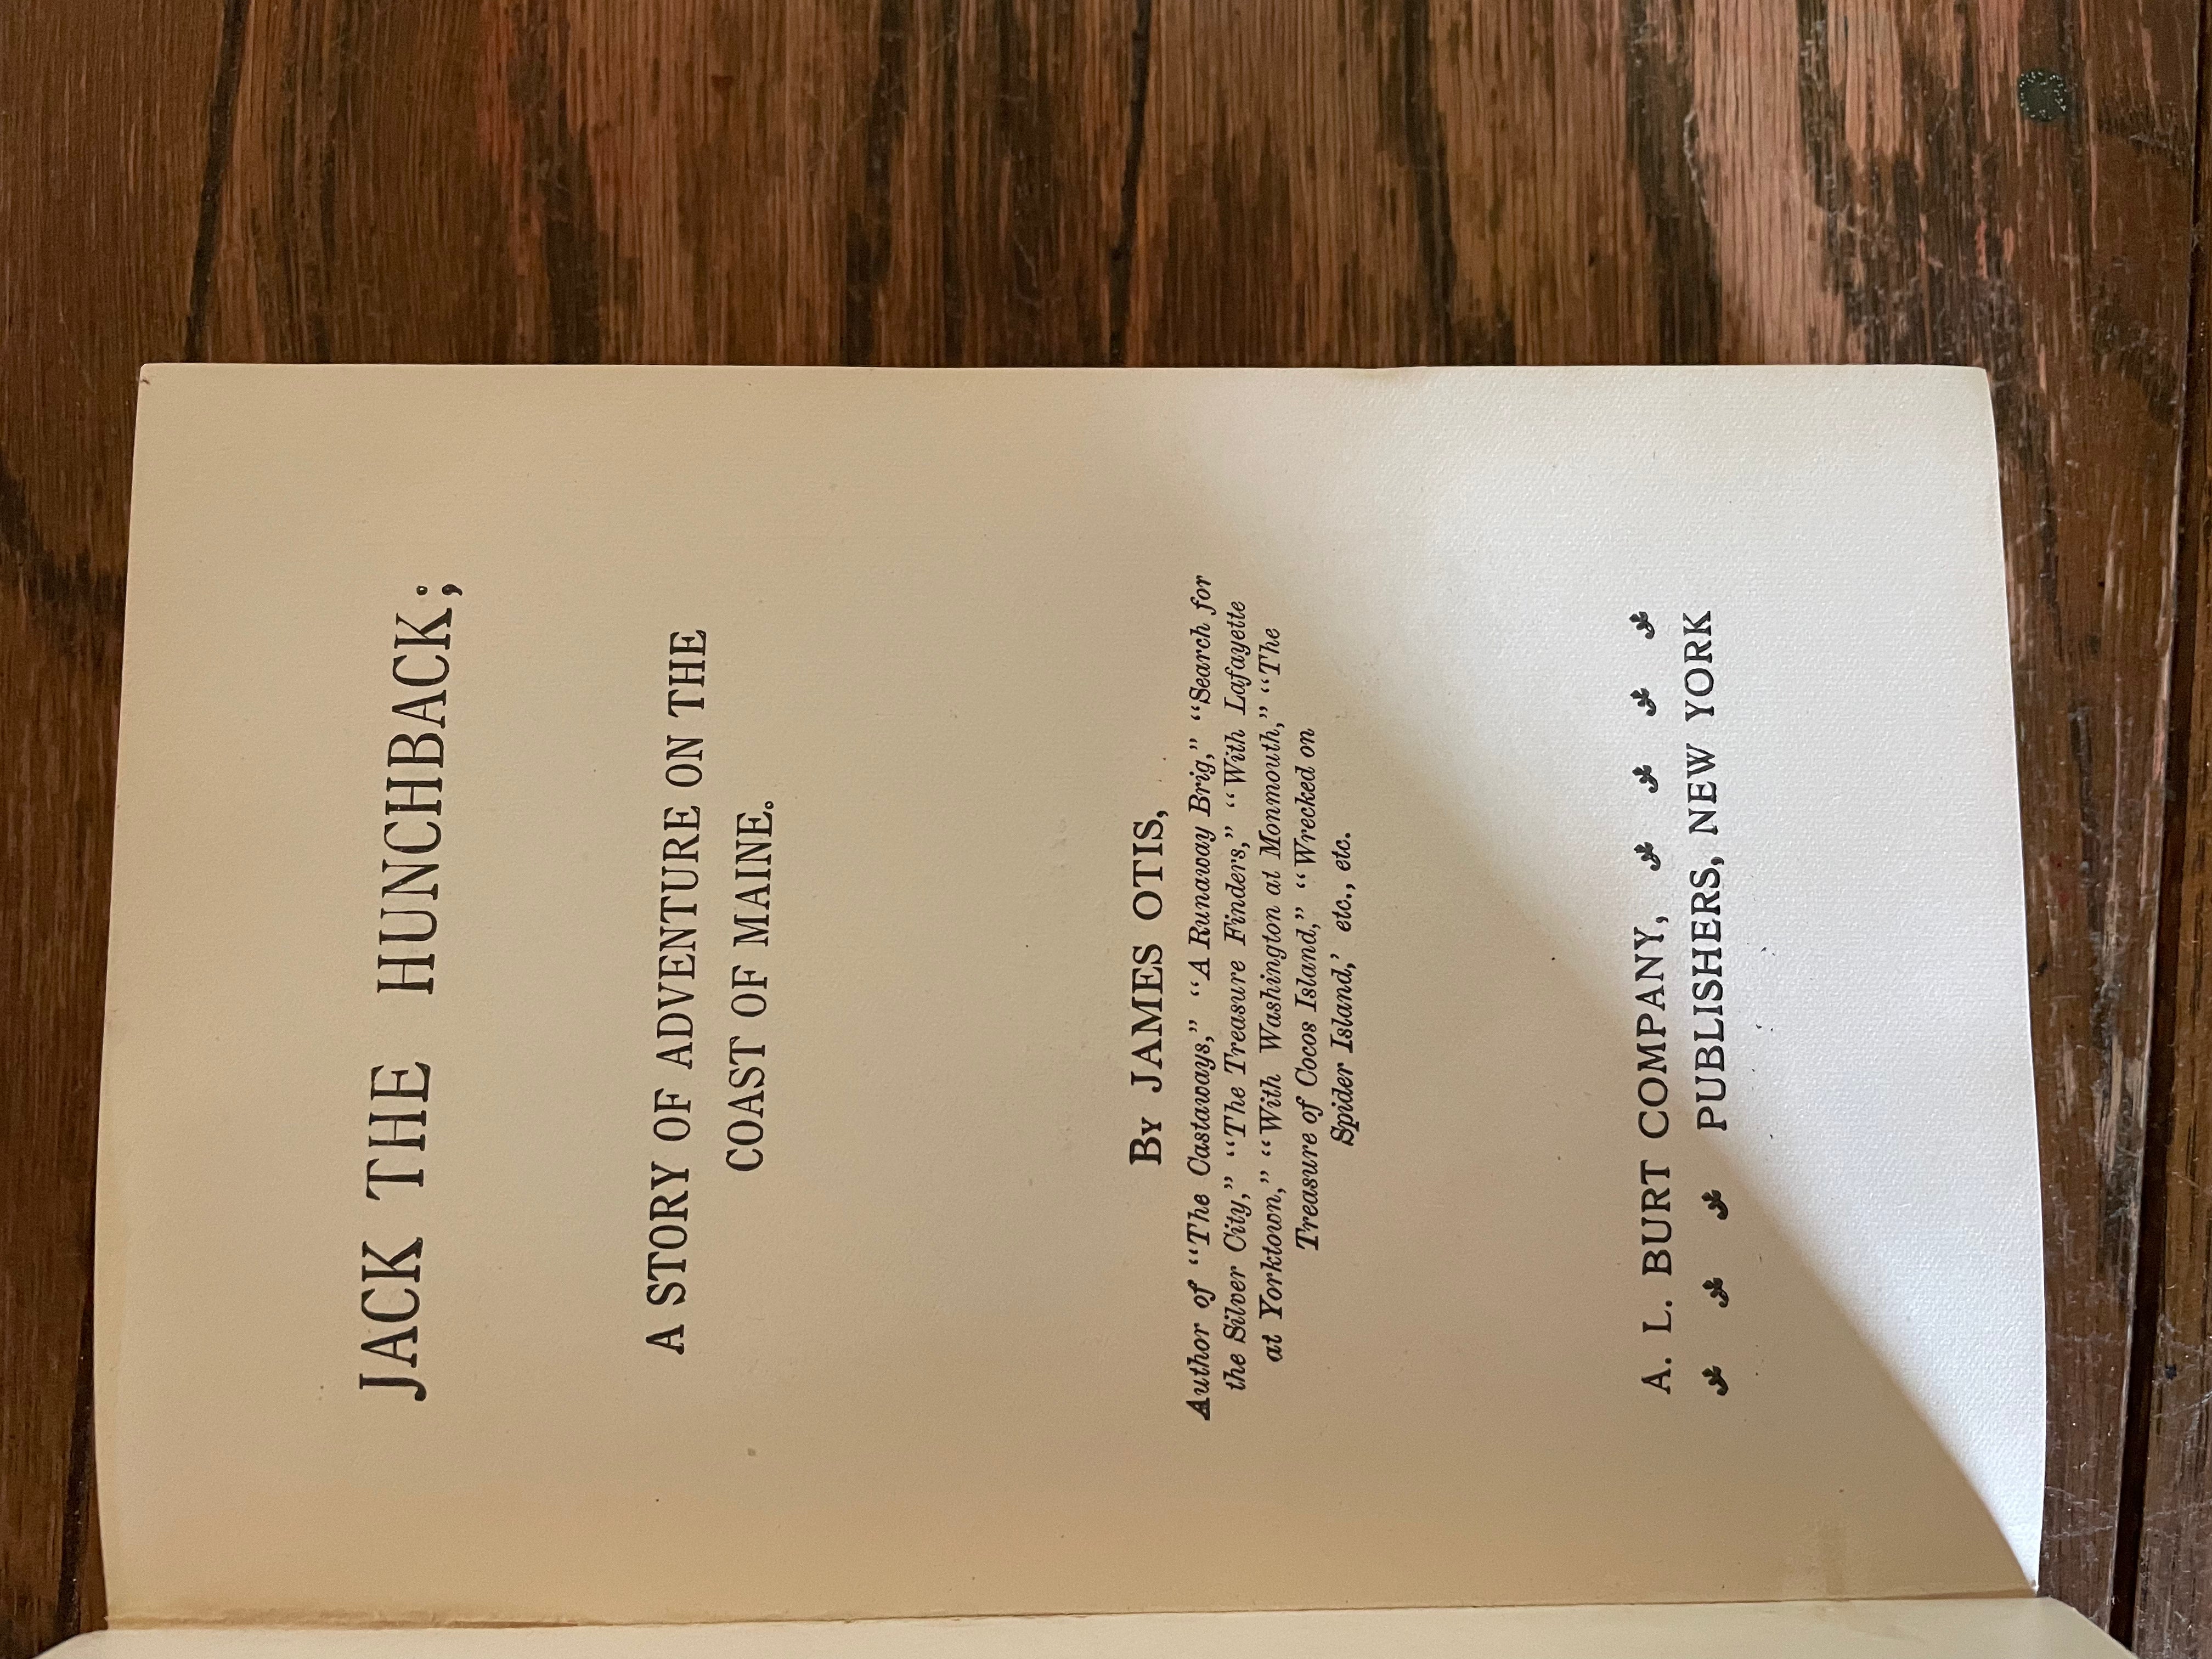 JACK THE HUNCHBACK;
A STORY OF ADVENTURE ON THE
COAST OF MAINE.
By JAMES OTIS,
Author of "The Castaways," "A Runaway Brig," "Search for
the Silver City," "The Treasure Finders," "With Lafayette
at Yorktown," "With Washington at Monmouth," "The
Treasure of Cocos Island," "Wrecked on
Spider Island,' etc., etc.
A. L. BURT COMPANY,
PUBLISHERS, NEW YORK